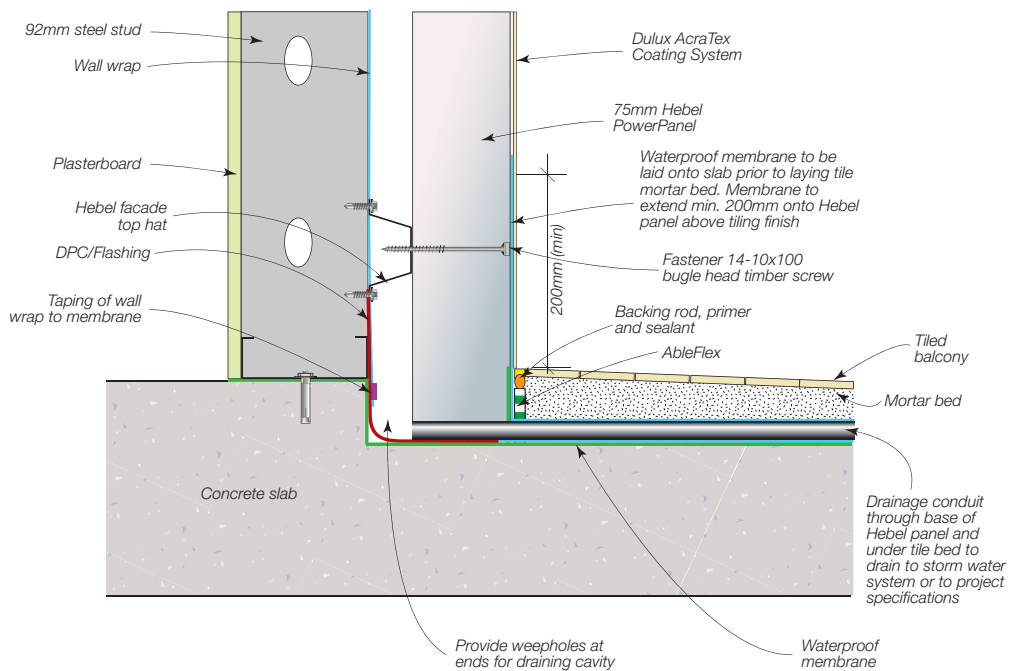 92mm steel stud
Wall wrap
Plasterboard
Hebel facade
top hat
DPC/Flashing
Taping of wall
wrap to membrane
Dulux AcraTex
Coating System
75mm Hebel
PowerPanel
Waterproof membrane to be
laid onto slab prior to laying tile
mortar bed. Membrane to
extend min. 200mm onto Hebel
panel above tiling finish
200mm (min)
Fastener 14-10x100
bugle head timber screw
Backing rod, primer
and sealant
AbleFlex
Tiled
balcony
Mortar bed
Concrete slab
Drainage conduit
through base of
Hebel panel and
under tile bed to
drain to storm water
system or to project
specifications
Provide weepholes at
ends for draining cavity
Waterproof
membrane